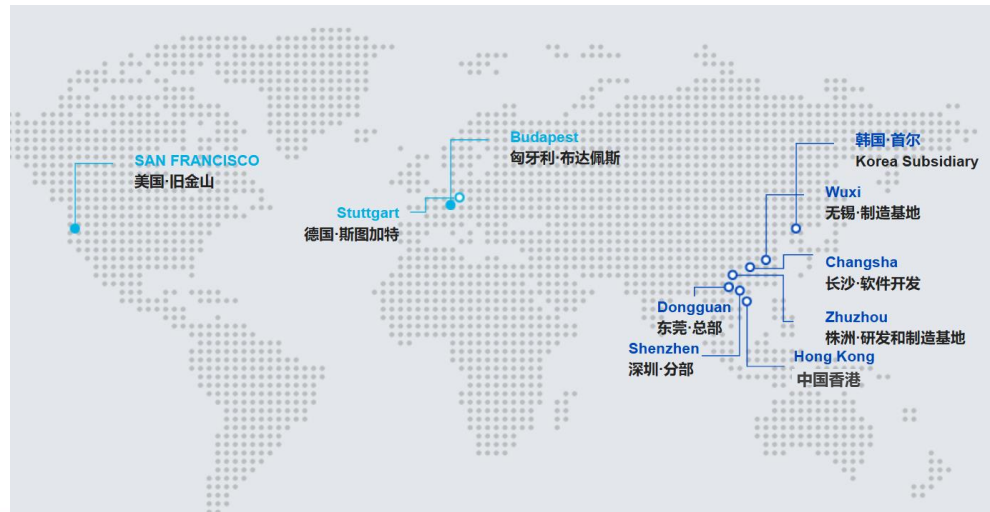 SAN FRANCISCO
美国·旧金山
Budapest
匈牙利·布达佩斯
Stuttgart
德国·斯图加特
韩国·首尔
Korea Subsidiary
Wuxi
无锡·制造基地
Changsha
长沙·软件开发
Dongguan
东莞·总部
Zhuzhou
株洲·研发和制造基地
Shenzhen
深圳·分部
Hong Kong
中国香港